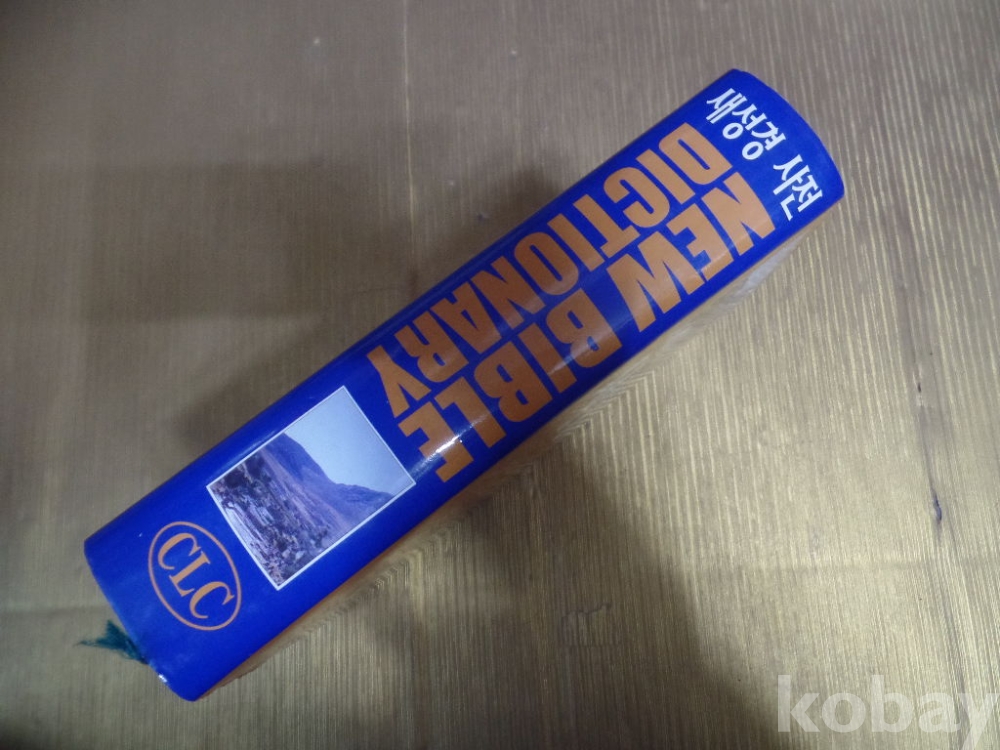 새성경 사전
NEW BIBLE
DICTIONARY
CLC
kobay